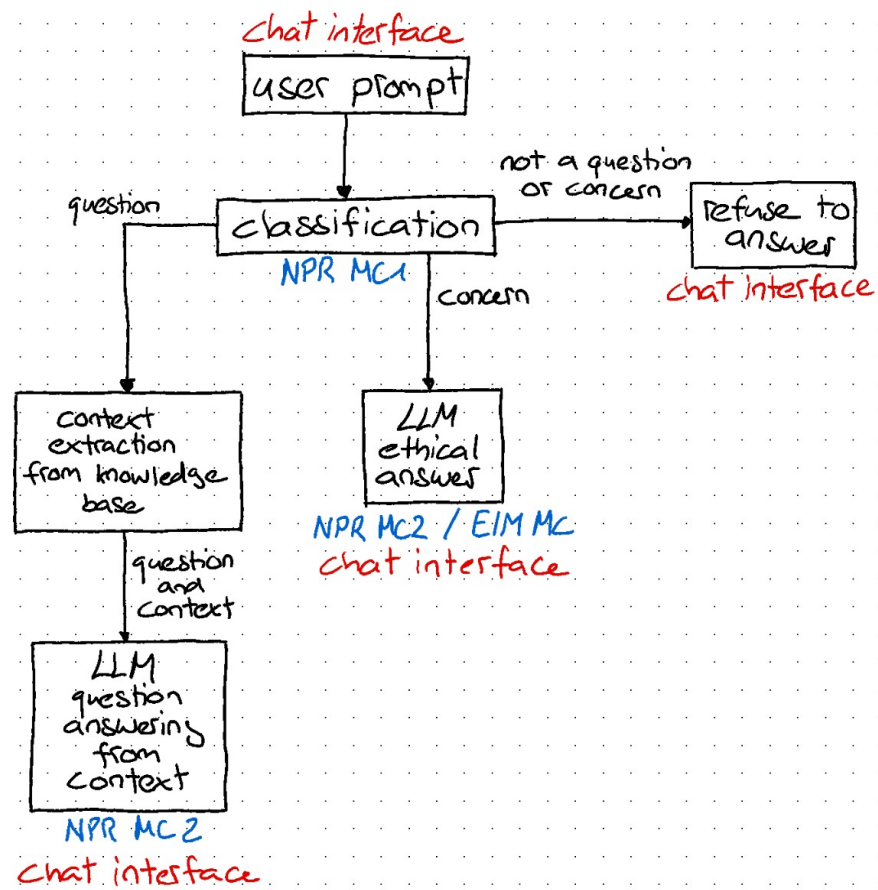 chat interface
user prompt
not a question
or concern
question
classification
refuse to
answer
NPR MC1
chat interface
concern
context
extraction
from knowledge
base
LLM
ethical
answer
NPR MC2 / EIM MC
chat interface
question
and
context
LLM
question
answering
from
context
NPR MC2
chat interface